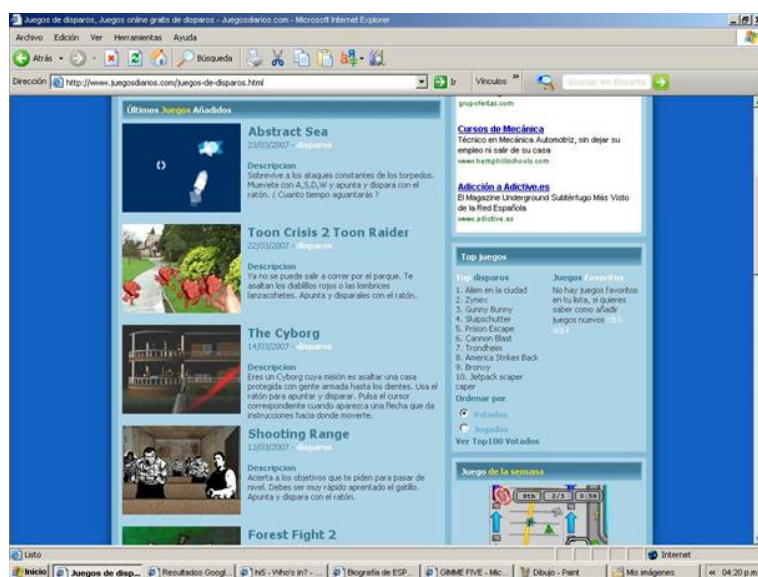 Juegos de disparos, Juegos online gratis de disparos - Juegosdiarios.com - Microsoft Internet Explorer
Archivo Edición Ver Herramientas Ayuda
Atrás Búsqueda
Dirección http://www.juegosdiarios.com/juegos-de-disparos.html Ir Vínculos Buscar en Encarta
Últimos Juegos Añadidos
Abstract Sea
23/03/2007 - disparos
Descripcion
Sobrevive a los ataques constantes de los torpedos.
Muevete con A,S,D,W y apunta y dispara con el
ratón. ¿ Cuanto tiempo aguantarás ?
Toon Crisis 2 Toon Raider
22/03/2007 - disparos
Descripcion
Ya no se puede salir a correr por el parque. Te
asaltan los diablillos rojos o las lombrices
lanzacohetes. Apunta y disparales con el ratón.
The Cyborg
14/03/2007 - disparos
Descripcion
Eres un Cyborg cuya misión es asaltar una casa
protegida con gente armada hasta los dientes. Usa el
ratón para apuntar y disparar. Pulsa el cursor
correspondiente cuando aparezca una flecha que da
instrucciones hacia donde moverte.
Shooting Range
13/03/2007 - disparos
Descripcion
Acierta a los objetivos que te piden para pasar de
nivel. Debes ser muy rápido aprentado el gatillo.
Apunta y dispara con el ratón.
Forest Fight 2
grupofertas.com
Cursos de Mecánica
Técnico en Mecánica Automotriz, sin dejar su
empleo ni salir de su casa
www.hemphillschools.com
Adicción a Adictive.es
El Magazine Underground Subtérfugo Más Visto
de la Red Española
www.adictive.es
Top juegos
Top disparos
1. Alien en la ciudad
2. Zynex
3. Gunny Bunny
4. Sluipschutter
5. Prison Escape
6. Cannon Blast
7. Trondheim
8. America Strikes Back
9. Bronxy
10. Jetpack scaper
caper
Juegos Favoritos
No hay juegos favoritos
en tu lista, si quieres
saber como añadir
juegos nuevos
Ordenar por
Votados
Jugados
Ver Top100 Votados
Juego de la semana
9th 2/3 0:59
Listo Internet
Inicio Juegos de disp... Resultados Googl... Biografía de ESP... GIMME FIVE - Mic... Dibujo - Paint Mis imágenes 04:20 p.m.